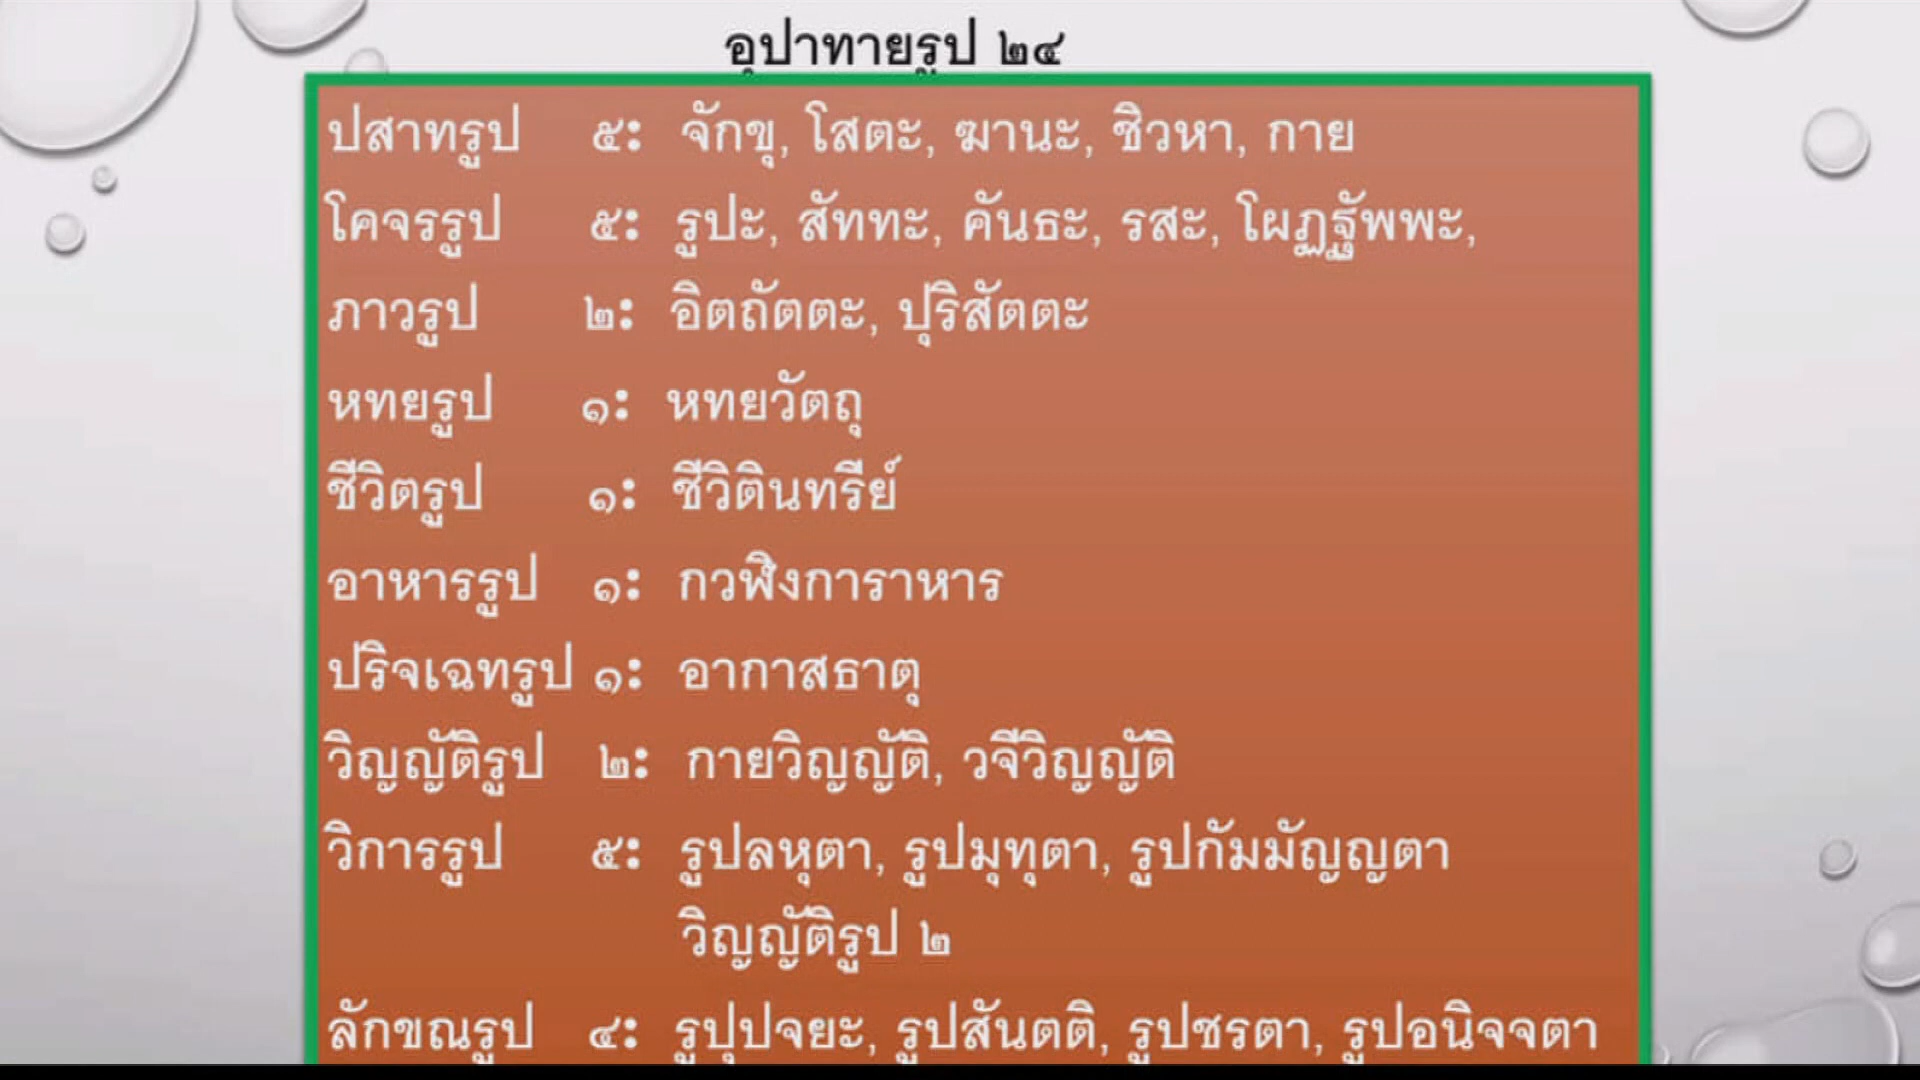 อุปาทายรูป ๒๔
ปสาทรูป ๕: จักขุ, โสตะ, ฆานะ, ชิวหา, กาย
โคจรรูป ๕: รูปะ, สัททะ, คันธะ, รสะ, โผฏฐัพพะ,
ภาวรูป ๒: อิตถัตตะ, ปุริสัตตะ
หทยรูป ๑: หทยวัตถุ
ชีวิตรูป ๑: ชีวิตินทรีย์
อาหารรูป ๑: กวฬิงการาหาร
ปริจเฉทรูป ๑: อากาสธาตุ
วิญญัติรูป ๒: กายวิญญัติ, วจีวิญญัติ
วิการรูป ๕: รูปลหุตา, รูปมุทุตา, รูปกัมมัญญตา
วิญญัติรูป ๒
ลักขณรูป ๔: รูปุปจยะ, รูปสันตติ, รูปชรตา, รูปอนิจจตา